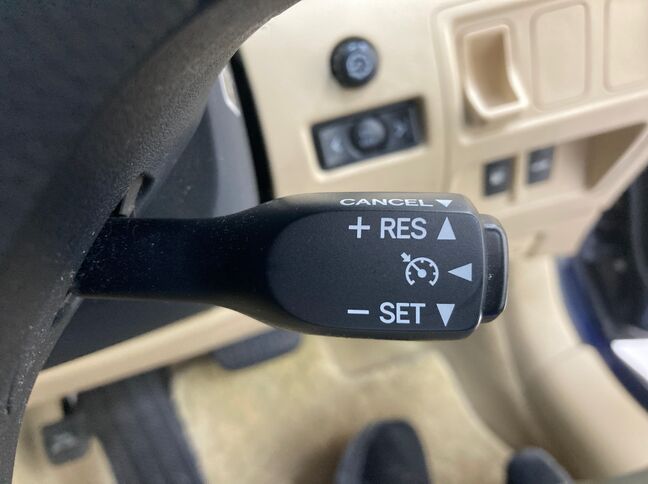 CANCEL ▼
+ RES ▲
◀
− SET ▼